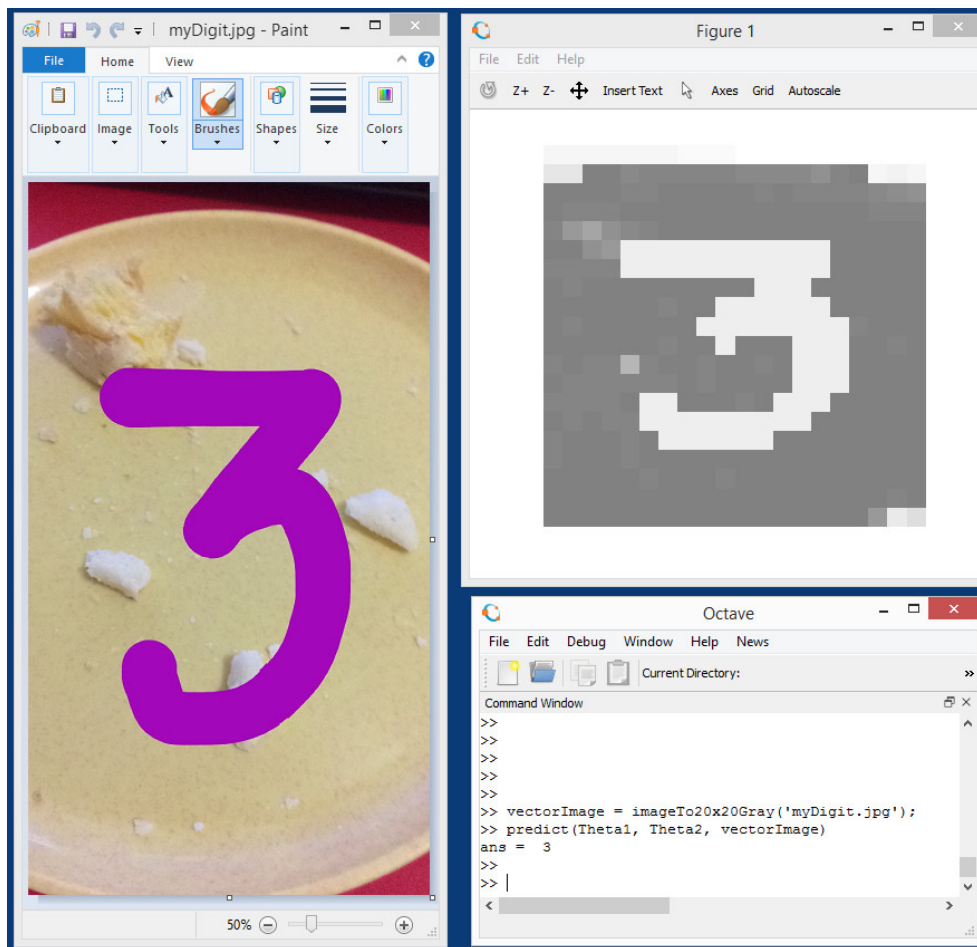 myDigit.jpg - Paint
File Home View
Clipboard Image Tools Brushes Shapes Size Colors
3
50%
Figure 1
File Edit Help
Z+ Z- Insert Text Axes Grid Autoscale
3
Octave
File Edit Debug Window Help News
Current Directory: »
Command Window
>>
>>
>>
>>
>>
>> vectorImage = imageTo20x20Gray('myDigit.jpg');
>> predict(Theta1, Theta2, vectorImage)
ans =  3
>>
>>